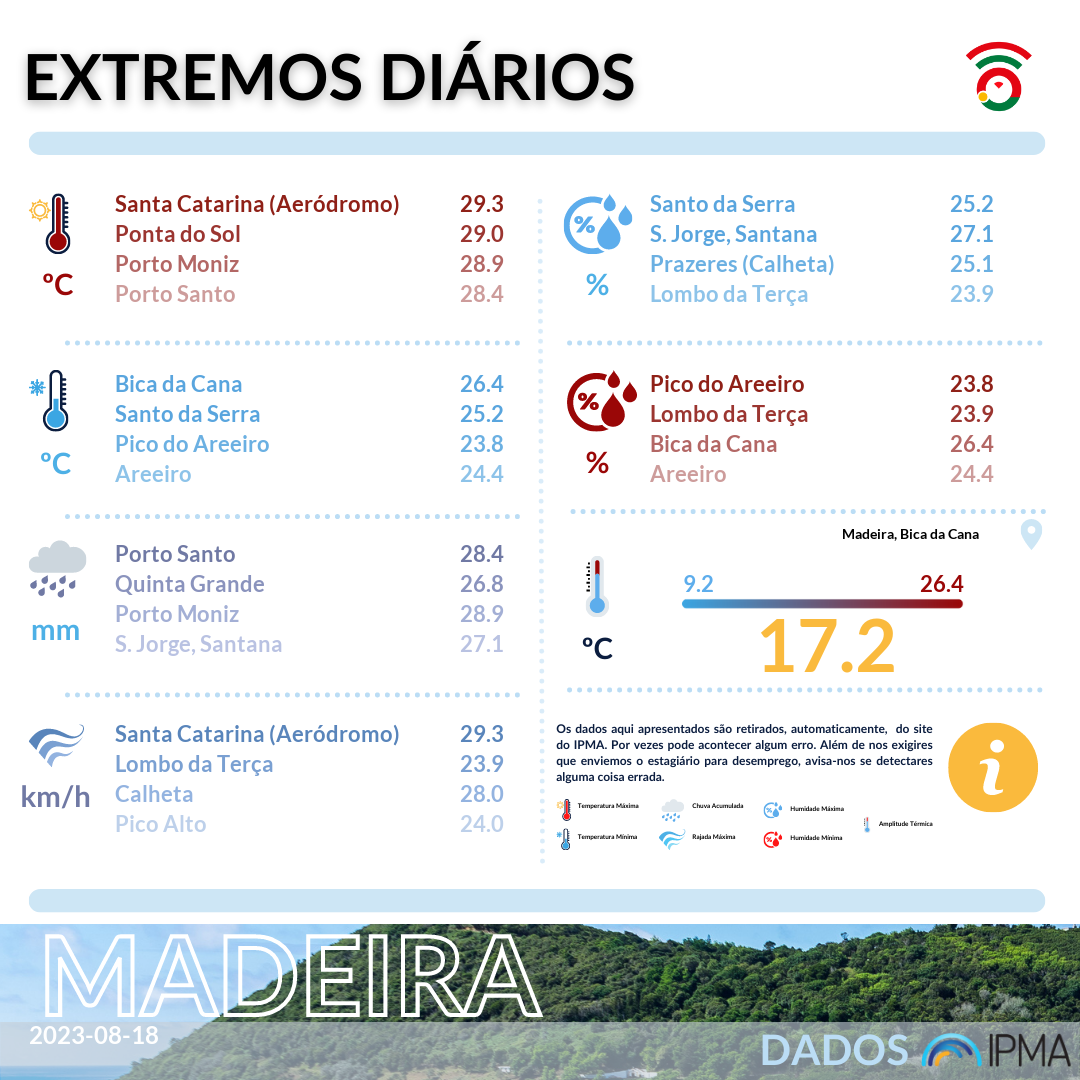 EXTREMOS DIÁRIOS
Santa Catarina (Aeródromo) 29.3
Ponta do Sol 29.0
Porto Moniz 28.9
Porto Santo 28.4
ºC
Bica da Cana 26.4
Santo da Serra 25.2
Pico do Areeiro 23.8
Areeiro 24.4
ºC
Porto Santo 28.4
Quinta Grande 26.8
Porto Moniz 28.9
S. Jorge, Santana 27.1
mm
Santa Catarina (Aeródromo) 29.3
Lombo da Terça 23.9
Calheta 28.0
Pico Alto 24.0
km/h
%
Santo da Serra 25.2
S. Jorge, Santana 27.1
Prazeres (Calheta) 25.1
Lombo da Terça 23.9
%
%
Pico do Areeiro 23.8
Lombo da Terça 23.9
Bica da Cana 26.4
Areeiro 24.4
%
Madeira, Bica da Cana
9.2 26.4
17.2
ºC
Os dados aqui apresentados são retirados, automaticamente, do site
do IPMA. Por vezes pode acontecer algum erro. Além de nos exigires
que enviemos o estagiário para desemprego, avisa-nos se detectares
alguma coisa errada.
i
Temperatura Máxima Chuva Acumulada Humidade Máxima
Amplitude Térmica
Temperatura Mínima Rajada Máxima Humidade Mínima
MADEIRA
2023-08-18
DADOS IPMA